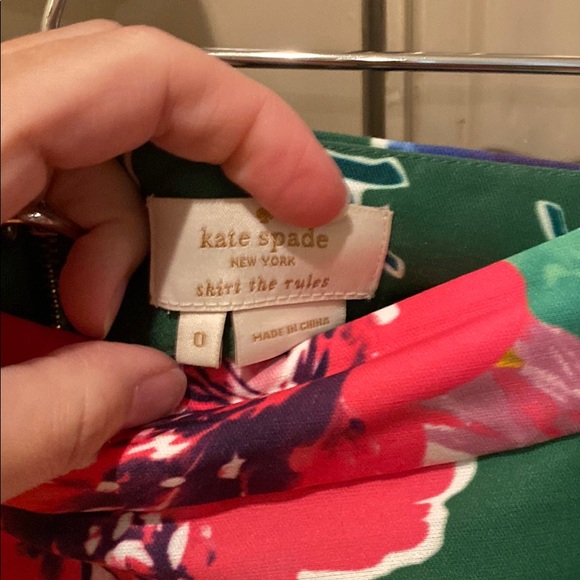 kate spade
NEW YORK
skirt the rules
0
MADE IN CHINA